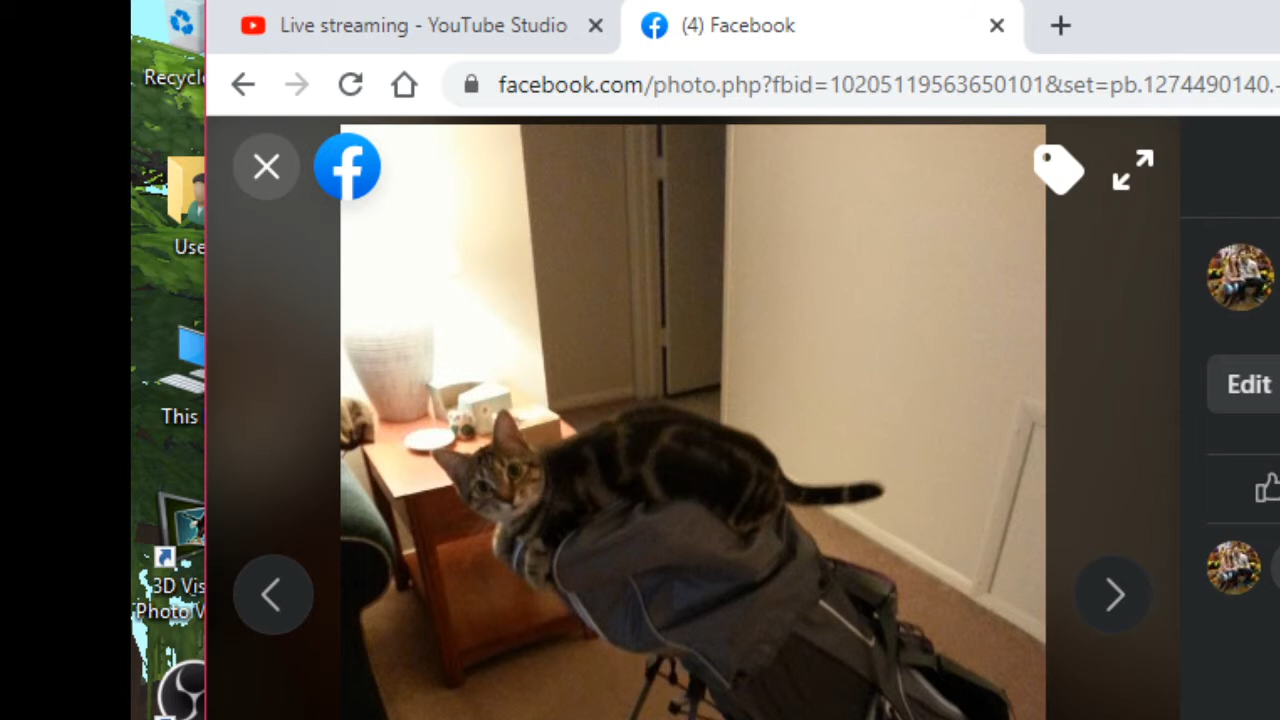 Live streaming - YouTube Studio
(4) Facebook
facebook.com/photo.php?fbid=10205119563650101&set=pb.1274490140.-
Recycle
Use
Edit
This
3D Vis
Photo V